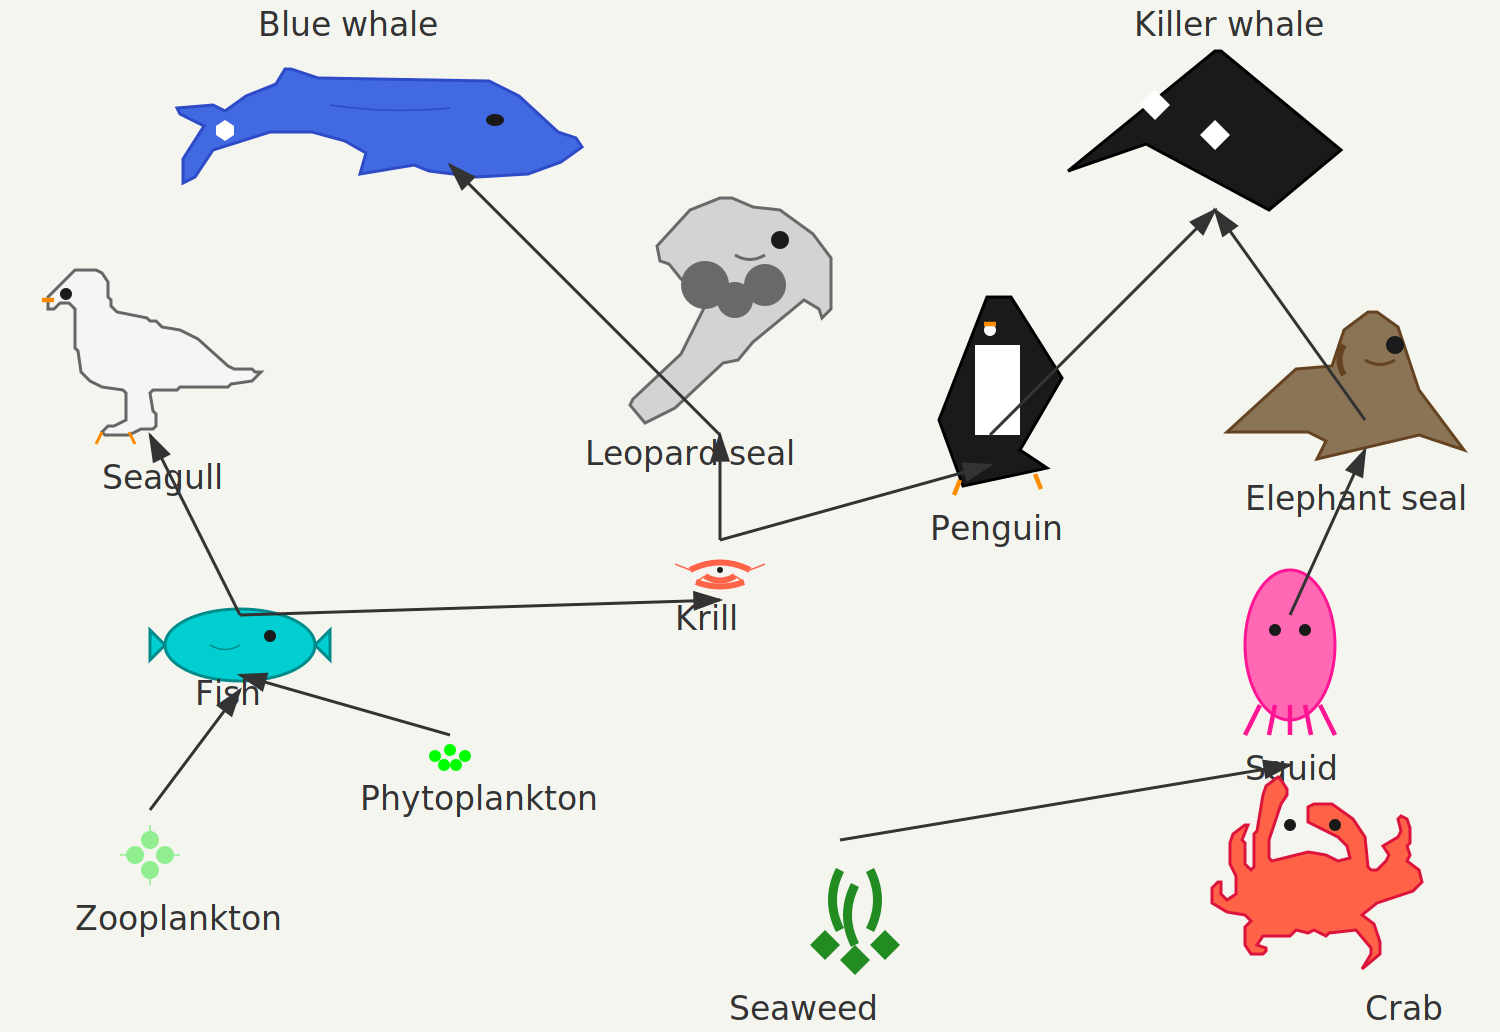 Blue whale
Killer whale
Leopard seal
Seagull
Elephant seal
Penguin
Krill
Fish
Squid
Phytoplankton
Zooplankton
Seaweed
Crab